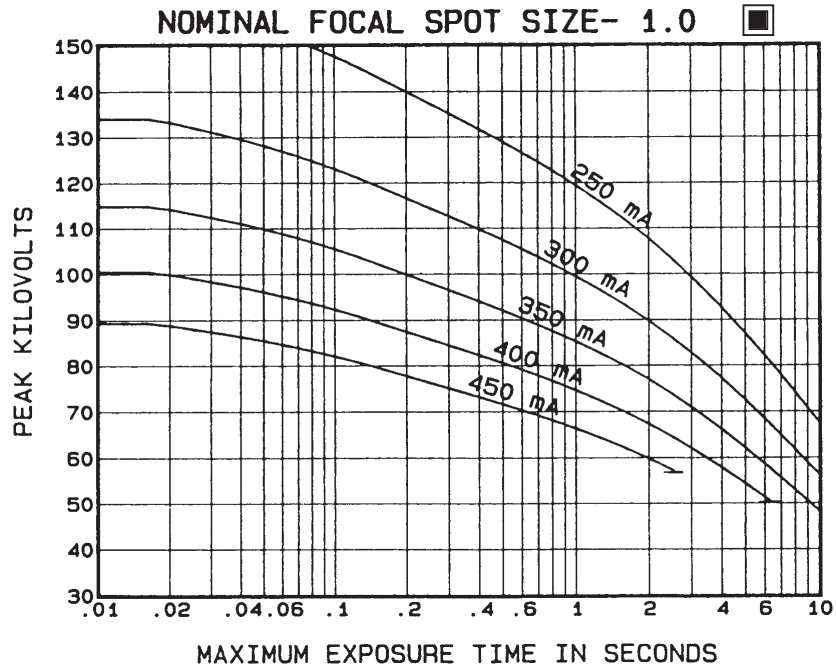 NOMINAL FOCAL SPOT SIZE- 1.0
150
140
130
120
110
100
90
80
70
60
50
40
30
PEAK KILOVOLTS
250 mA
300 mA
350 mA
400 mA
450 mA
.01 .02 .04 .06 .1 .2 .4 .6 1 2 4 6 10
MAXIMUM EXPOSURE TIME IN SECONDS